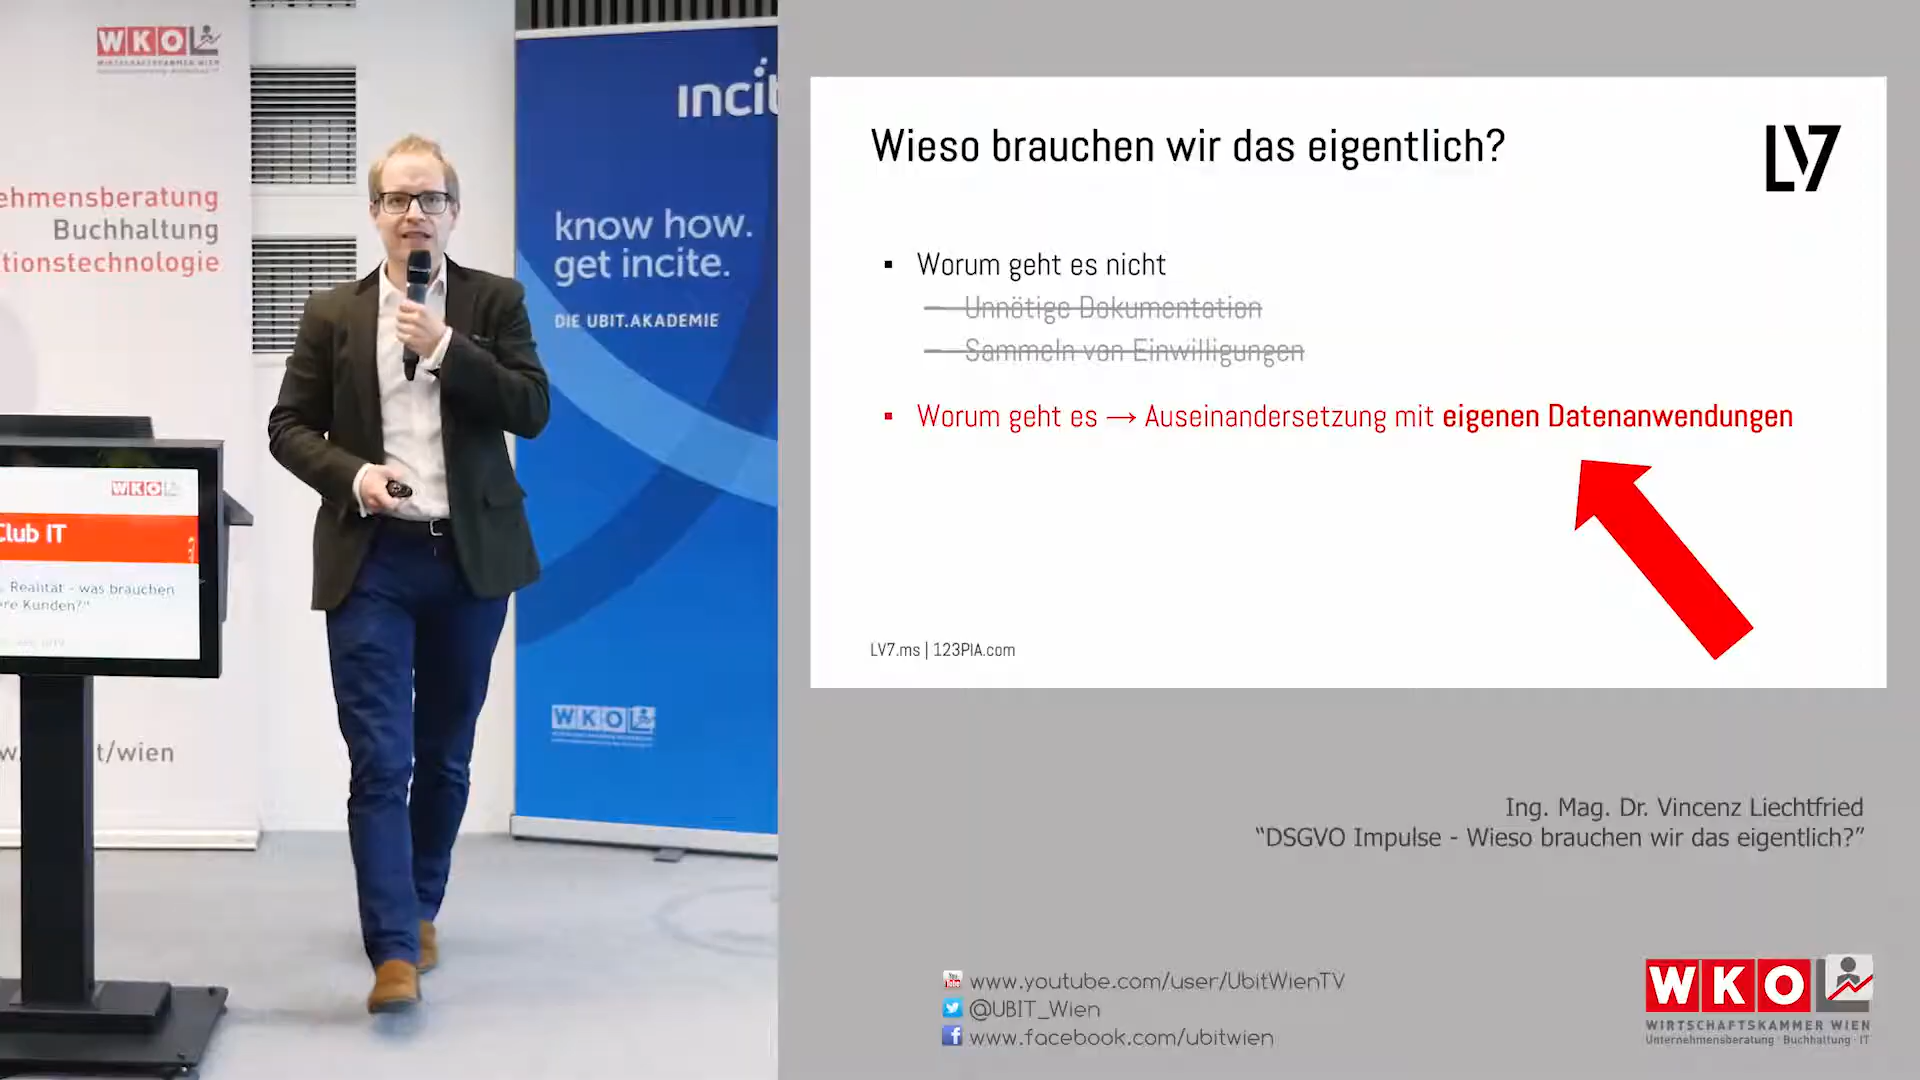 WKO
WIRTSCHAFTSKAMMER WIEN
ehmensberatung
Buchhaltung
tionstechnologie
t/wien
WKO
Club IT
Realität - was brauchen
re Kunden?"
incit
know how.
get incite.
DIE UBIT.AKADEMIE
WKO
Wieso brauchen wir das eigentlich?
LV7
▪ Worum geht es nicht
— Unnötige Dokumentation
— Sammeln von Einwilligungen
▪ Worum geht es → Auseinandersetzung mit eigenen Datenanwendungen
LV7.ms | 123PIA.com
Ing. Mag. Dr. Vincenz Liechtfried
“DSGVO Impulse - Wieso brauchen wir das eigentlich?”
You Tube
www.youtube.com/user/UbitWienTV
@UBIT_Wien
f
www.facebook.com/ubitwien
WKO
WIRTSCHAFTSKAMMER WIEN
Unternehmensberatung · Buchhaltung · IT